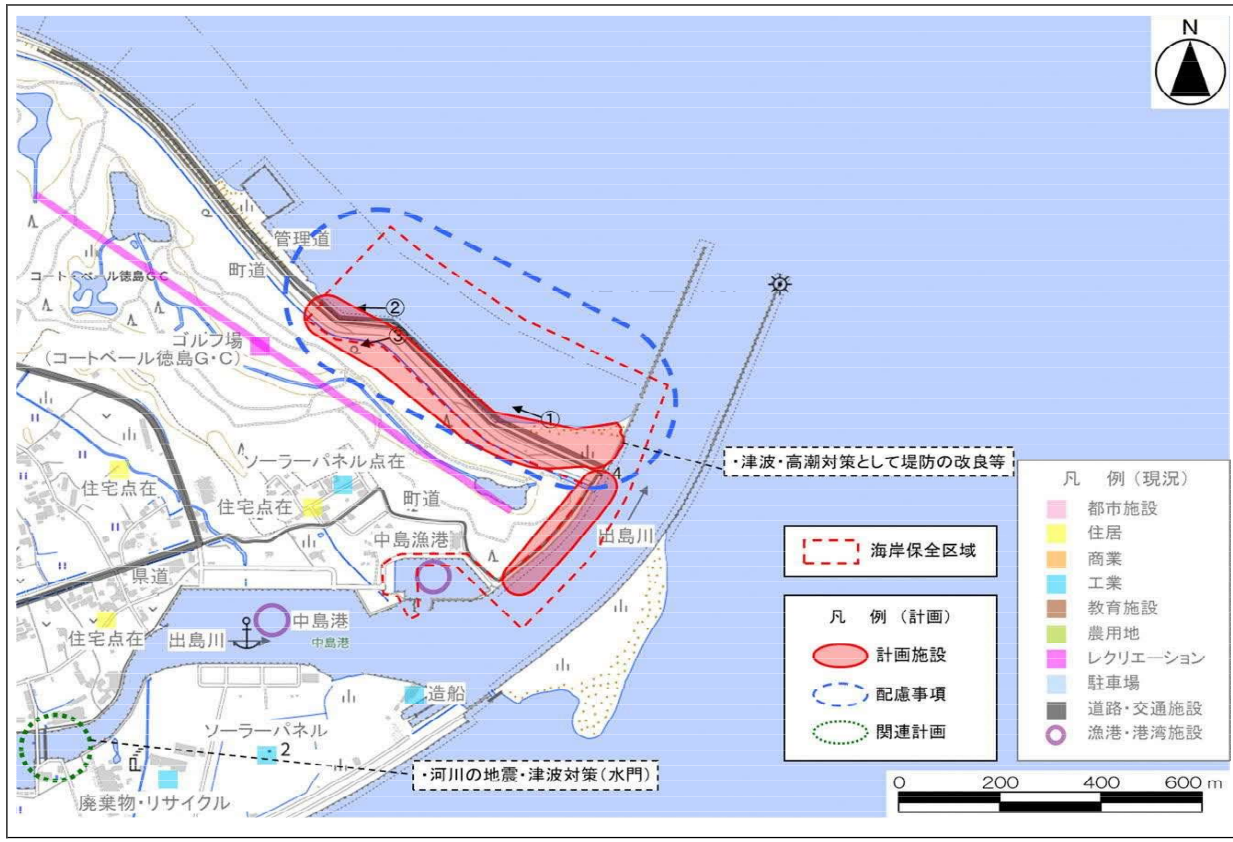 N
管理道
町道
②
コート・ベール徳島GC
③
ゴルフ場
(コートベール徳島G・C)
①
・津波・高潮対策として堤防の改良等
ソーラーパネル点在
4
住宅点在
住宅点在
町道
出島川
中島漁港
県道
海岸保全区域
住宅点在
出島川
中島港
中島港
造船
ソーラーパネル
2
・河川の地震・津波対策(水門)
廃棄物・リサイクル
凡 例 (計画)
計画施設
配慮事項
関連計画
凡 例 (現況)
都市施設
住居
商業
工業
教育施設
農用地
レクリエーション
駐車場
道路・交通施設
漁港・港湾施設
0 200 400 600 m